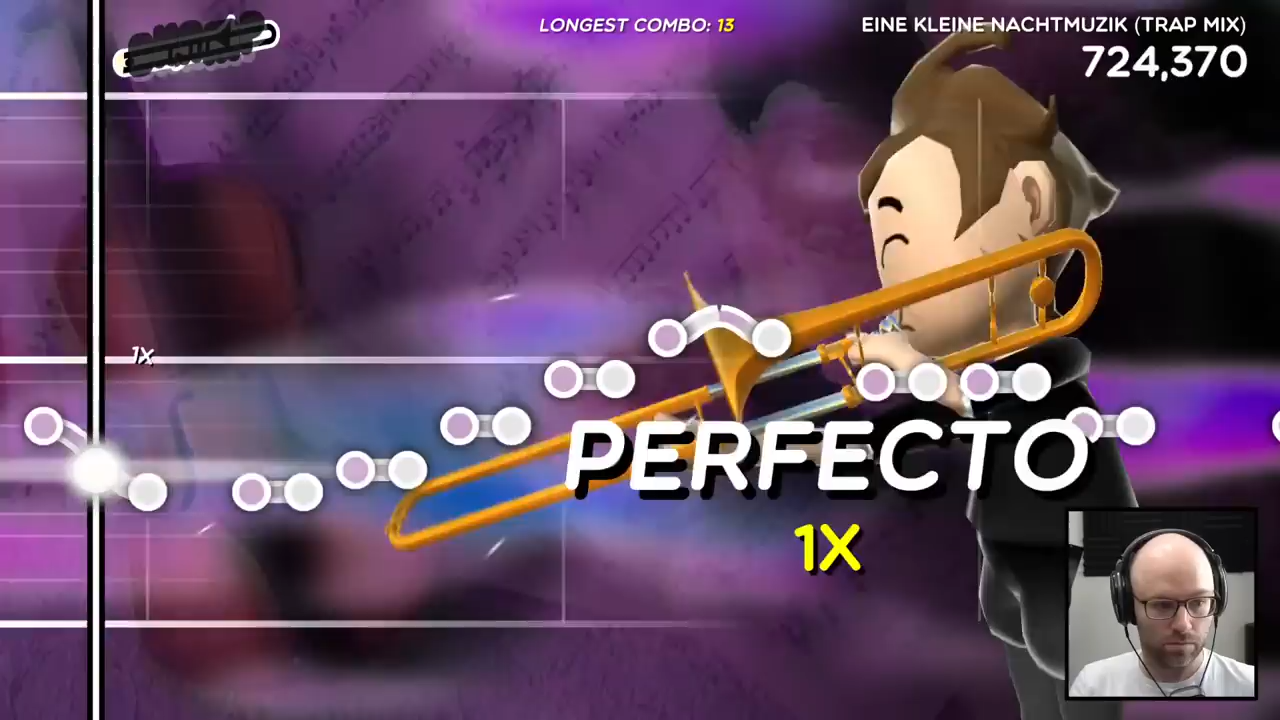 LONGEST COMBO: 13
EINE KLEINE NACHTMUZIK (TRAP MIX)
724,370
1X
PERFECTO
1X